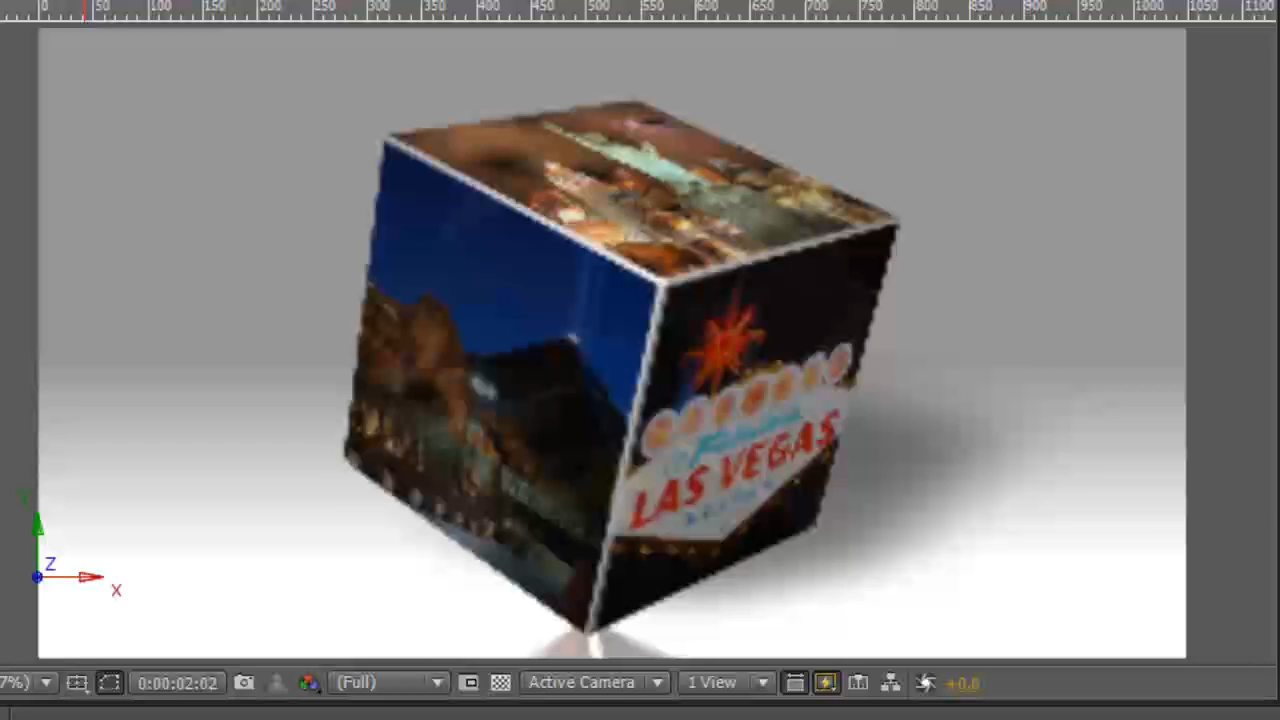 0 50 100 150 200 250 300 350 400 450 500 550 600 650 700 750 800 850 900 950 1000 1050 1100
LAS VEGAS
Y
Z
X
7%) 0:00:02:02 (Full) Active Camera 1 View +0.0